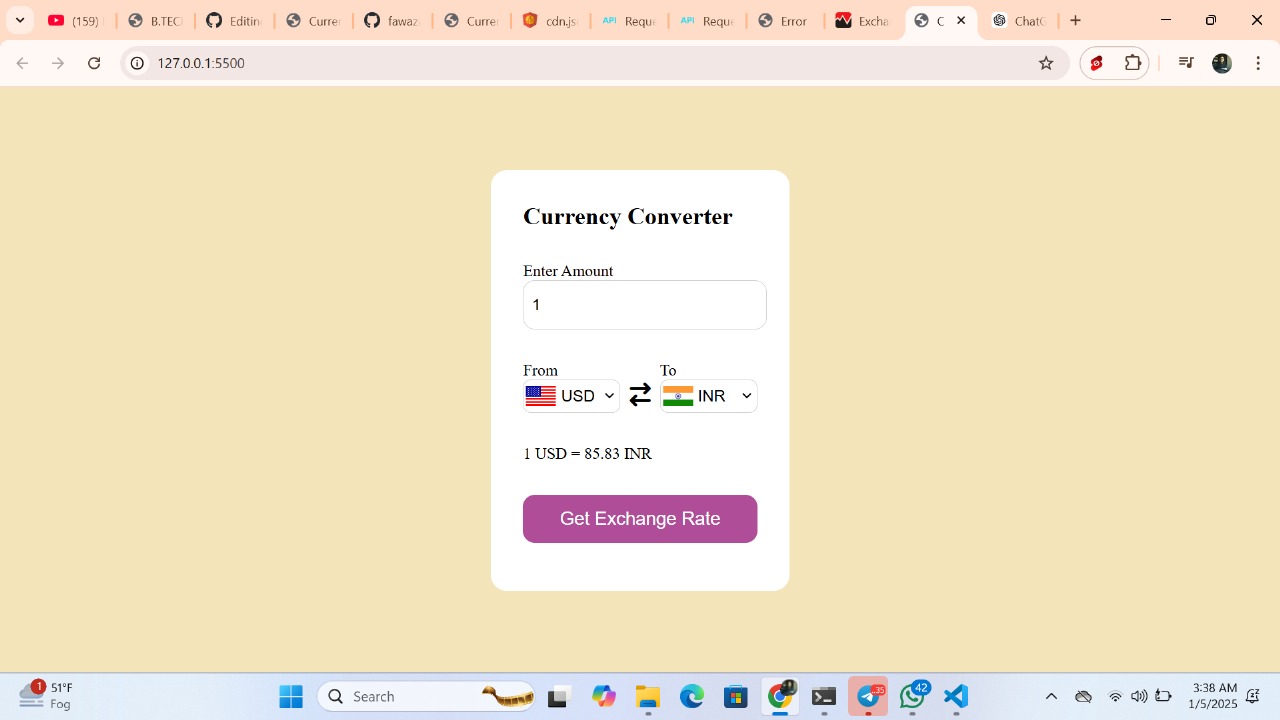 (159)
B.TEC
Editin
Curre
fawaz
Curre
cdn.js
API
Reque
API
Reque
Error
Excha
C
ChatG
127.0.0.1:5500
Currency Converter
Enter Amount
1
From
To
USD
INR
1 USD = 85.83 INR
Get Exchange Rate
1
51°F
Fog
Search
35
42
3:38 AM
1/5/2025